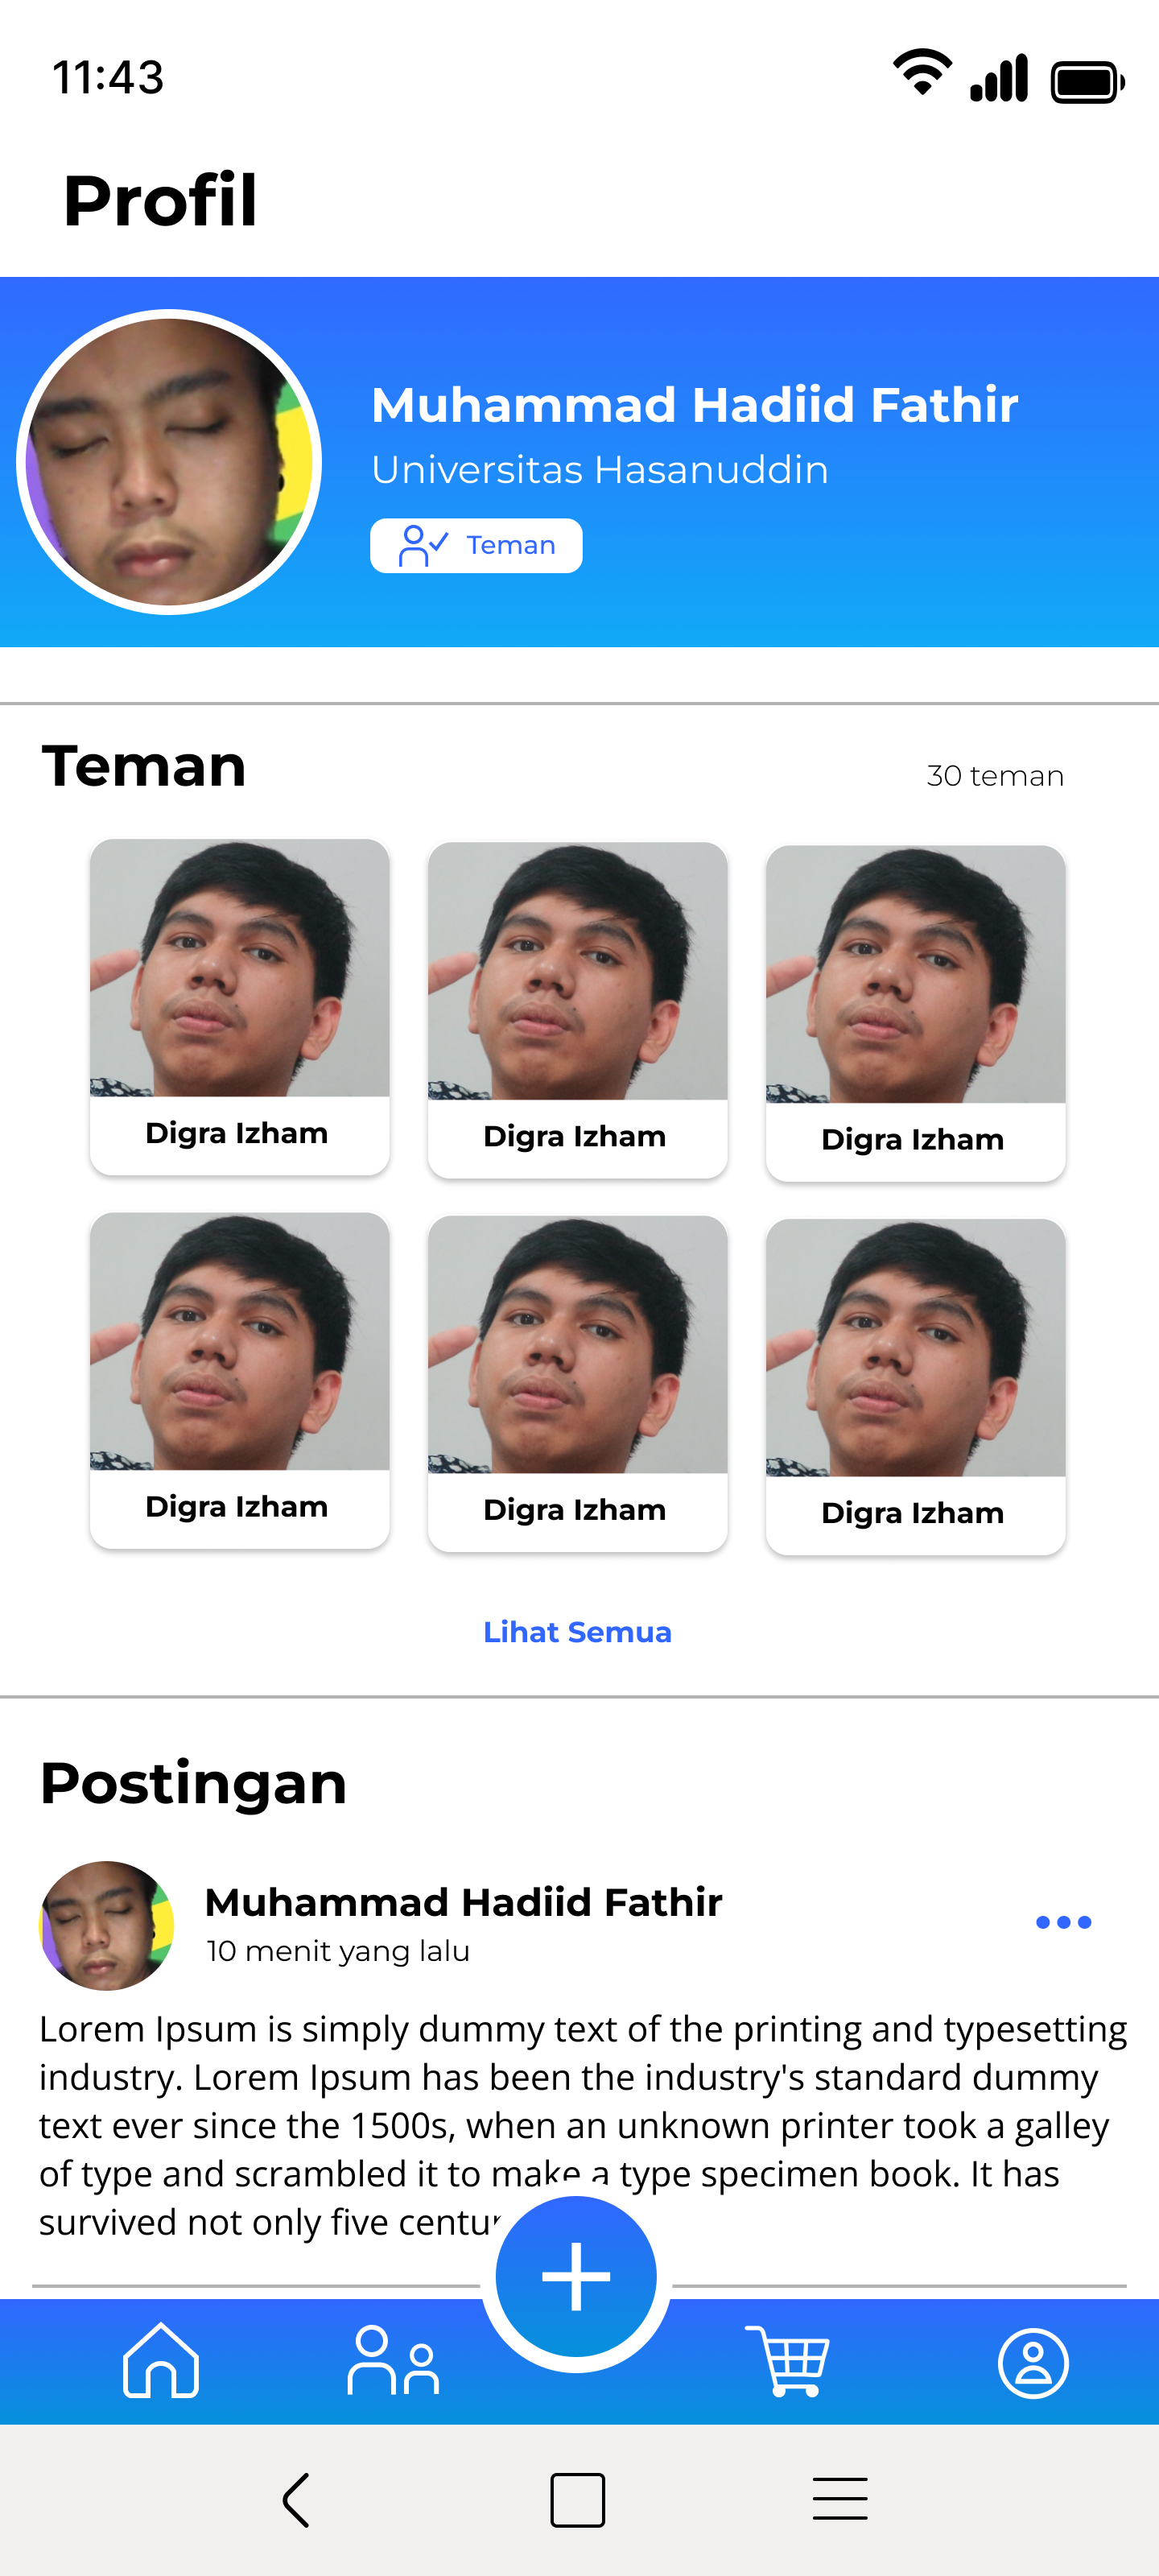 11:43
Profil
Muhammad Hadiid Fathir
Universitas Hasanuddin
Teman
Teman
30 teman
Digra Izham
Digra Izham
Digra Izham
Digra Izham
Digra Izham
Digra Izham
Lihat Semua
Postingan
Muhammad Hadiid Fathir
10 menit yang lalu
Lorem Ipsum is simply dummy text of the printing and typesetting
industry. Lorem Ipsum has been the industry's standard dummy
text ever since the 1500s, when an unknown printer took a galley
of type and scrambled it to make a type specimen book. It has
survived not only five